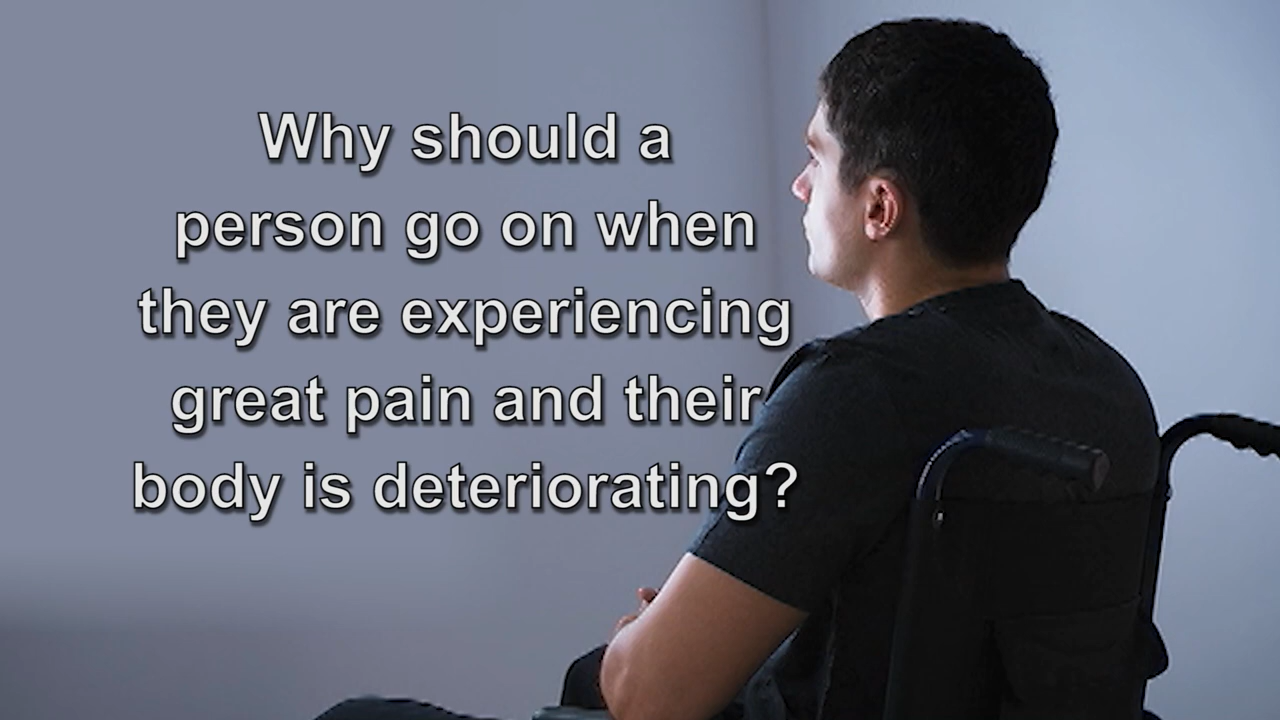 Why should a
person go on when
they are experiencing
great pain and their
body is deteriorating?